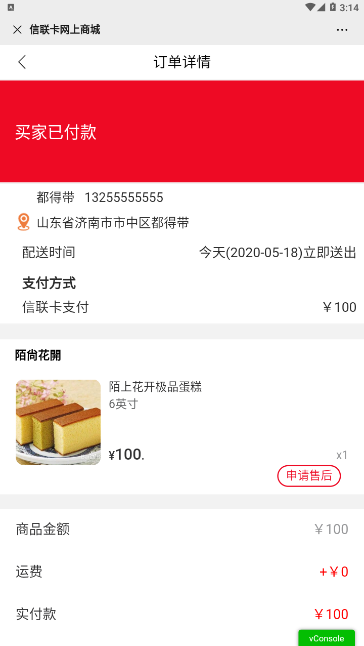 3:14
信联卡网上商城
订单详情
买家已付款
都得带 13255555555
山东省济南市市中区都得带
配送时间 今天(2020-05-18)立即送出
支付方式
信联卡支付 ￥100
陌尚花開
陌上花开极品蛋糕
6英寸
¥100. x1
申请售后
商品金额 ￥100
运费 +￥0
实付款 ￥100
vConsole